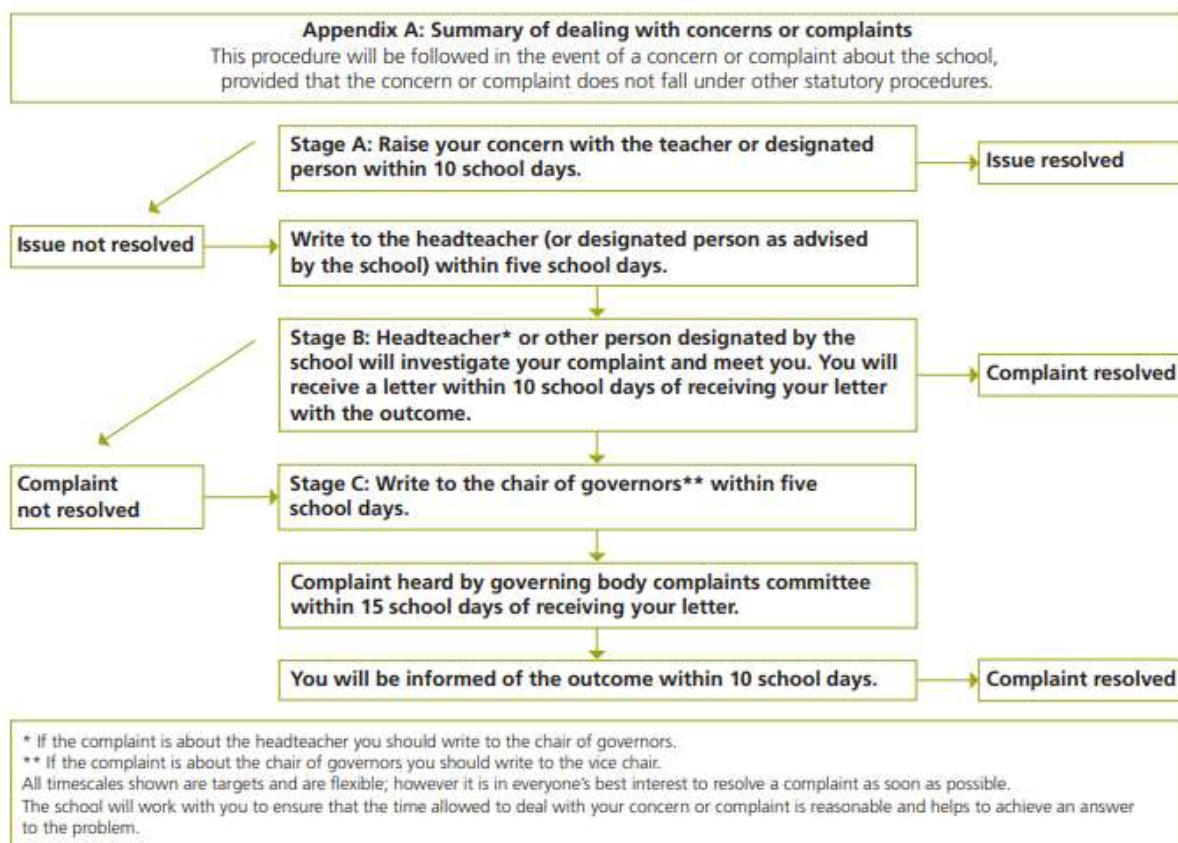 Appendix A: Summary of dealing with concerns or complaints
This procedure will be followed in the event of a concern or complaint about the school,
provided that the concern or complaint does not fall under other statutory procedures.
Stage A: Raise your concern with the teacher or designated
person within 10 school days.
Issue resolved
Issue not resolved
Write to the headteacher (or designated person as advised
by the school) within five school days.
Stage B: Headteacher* or other person designated by the
school will investigate your complaint and meet you. You will
receive a letter within 10 school days of receiving your letter
with the outcome.
Complaint resolved
Complaint
not resolved
Stage C: Write to the chair of governors** within five
school days.
Complaint heard by governing body complaints committee
within 15 school days of receiving your letter.
You will be informed of the outcome within 10 school days.
Complaint resolved
* If the complaint is about the headteacher you should write to the chair of governors.
** If the complaint is about the chair of governors you should write to the vice chair.
All timescales shown are targets and are flexible; however it is in everyone's best interest to resolve a complaint as soon as possible.
The school will work with you to ensure that the time allowed to deal with your concern or complaint is reasonable and helps to achieve an answer
to the problem.